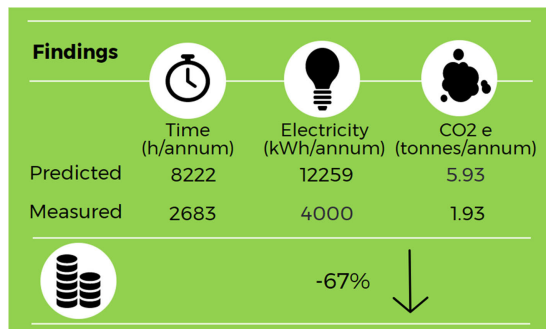 Findings
Time Electricity CO2 e
(h/annum) (kWh/annum) (tonnes/annum)
Predicted 8222 12259 5.93
Measured 2683 4000 1.93
-67%